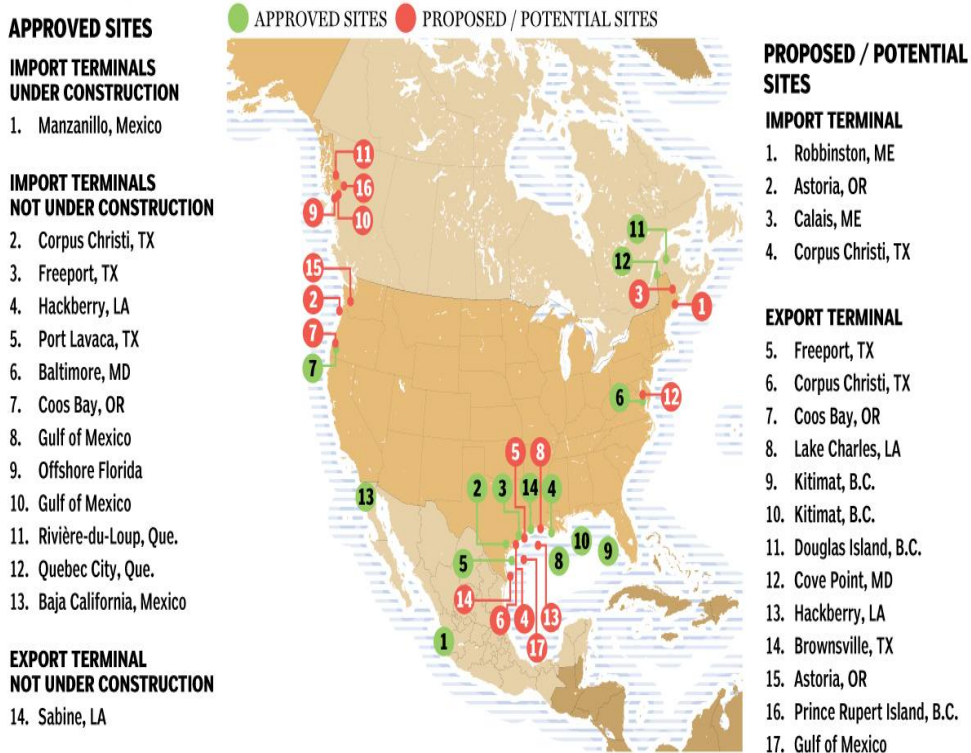 APPROVED SITES PROPOSED / POTENTIAL SITES
APPROVED SITES
IMPORT TERMINALS
UNDER CONSTRUCTION
1. Manzanillo, Mexico
IMPORT TERMINALS
NOT UNDER CONSTRUCTION
2. Corpus Christi, TX
3. Freeport, TX
4. Hackberry, LA
5. Port Lavaca, TX
6. Baltimore, MD
7. Coos Bay, OR
8. Gulf of Mexico
9. Offshore Florida
10. Gulf of Mexico
11. Rivière-du-Loup, Que.
12. Quebec City, Que.
13. Baja California, Mexico
EXPORT TERMINAL
NOT UNDER CONSTRUCTION
14. Sabine, LA
11
16
9
10
11
12
15
3
2
1
7
7
6
12
5
8
13
2
3
14
4
10
9
5
8
14
6
4
13
1
17
PROPOSED / POTENTIAL
SITES
IMPORT TERMINAL
1. Robbinston, ME
2. Astoria, OR
3. Calais, ME
4. Corpus Christi, TX
EXPORT TERMINAL
5. Freeport, TX
6. Corpus Christi, TX
7. Coos Bay, OR
8. Lake Charles, LA
9. Kitimat, B.C.
10. Kitimat, B.C.
11. Douglas Island, B.C.
12. Cove Point, MD
13. Hackberry, LA
14. Brownsville, TX
15. Astoria, OR
16. Prince Rupert Island, B.C.
17. Gulf of Mexico